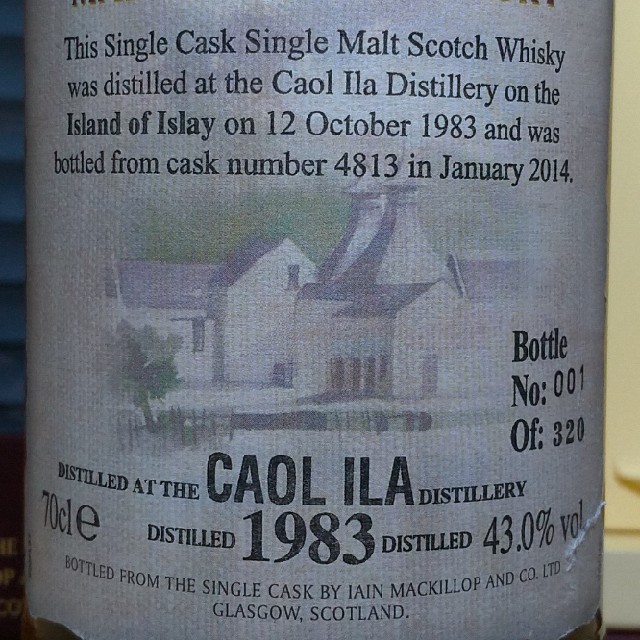 This Single Cask Single Malt Scotch Whisky
was distilled at the Caol Ila Distillery on the
Island of Islay on 12 October 1983 and was
bottled from cask number 4813 in January 2014.
Bottle
No: 001
Of: 320
DISTILLED AT THE CAOL ILA DISTILLERY
70cl e DISTILLED 1983 DISTILLED 43.0% vol
BOTTLED FROM THE SINGLE CASK BY IAIN MACKILLOP AND CO. LTD
GLASGOW, SCOTLAND.